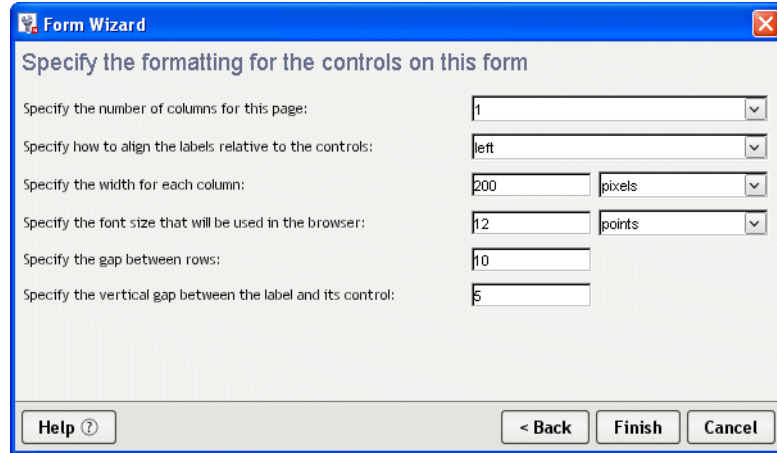 Form Wizard
Specify the formatting for the controls on this form
Specify the number of columns for this page: 1
Specify how to align the labels relative to the controls: left
Specify the width for each column: 200 pixels
Specify the font size that will be used in the browser: 12 points
Specify the gap between rows: 10
Specify the vertical gap between the label and its control: 5
Help ? < Back Finish Cancel